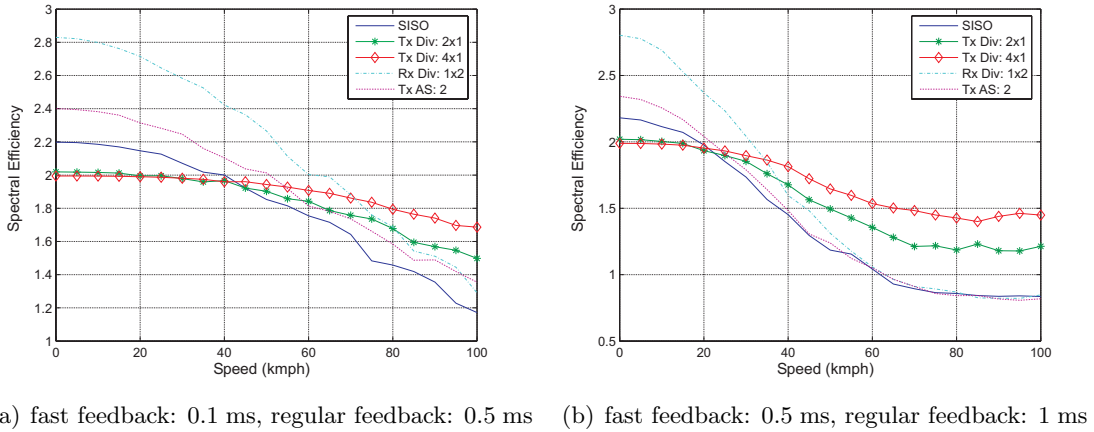 3
2.8
2.6
2.4
2.2
2
1.8
1.6
1.4
1.2
1
Spectral Efficiency
0 20 40 60 80 100
Speed (kmph)
SISO
Tx Div: 2x1
Tx Div: 4x1
Rx Div: 1x2
Tx AS: 2
a) fast feedback: 0.1 ms, regular feedback: 0.5 ms
3
2.5
2
1.5
1
0.5
Spectral Efficiency
0 20 40 60 80 100
Speed (kmph)
SISO
Tx Div: 2x1
Tx Div: 4x1
Rx Div: 1x2
Tx AS: 2
(b) fast feedback: 0.5 ms, regular feedback: 1 ms